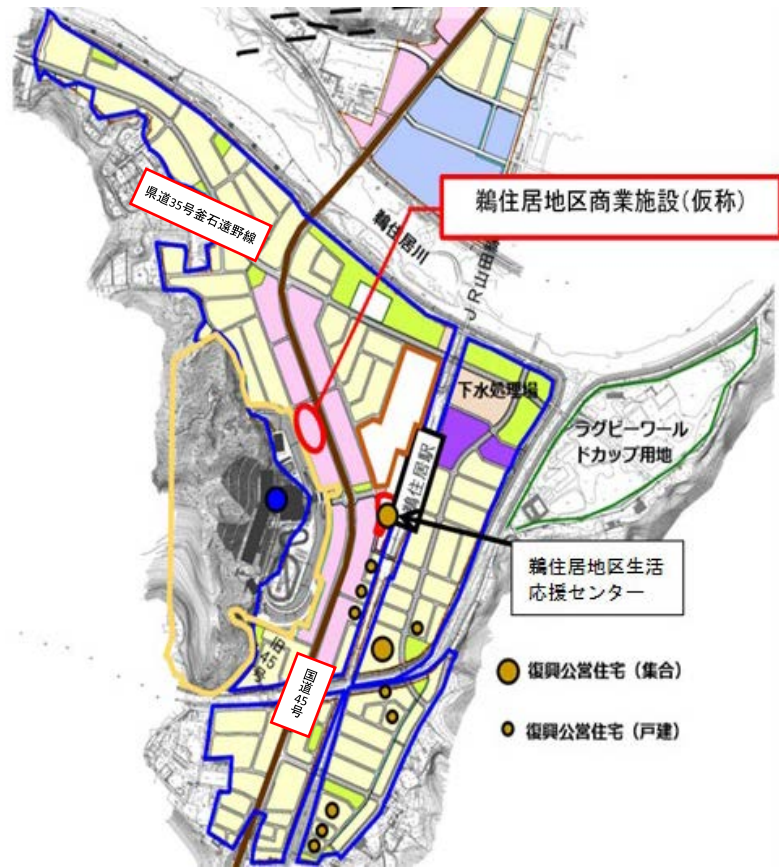 県道35号釜石遠野線
鵜住居地区商業施設(仮称)
鵜住居川
JR山田線
下水処理場
ラグビーワール
ドカップ用地
鵜住居駅
鵜住居地区生活
応援センター
旧45号
国道45号
復興公営住宅(集合)
復興公営住宅(戸建)